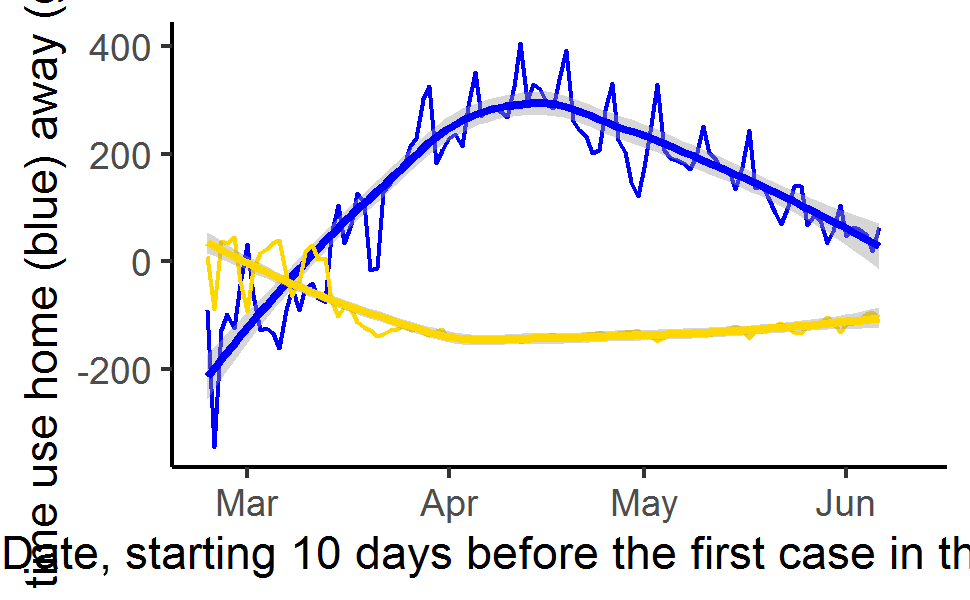 time use home (blue) away (
400
200
0
-200
Mar Apr May Jun
Date, starting 10 days before the first case in th